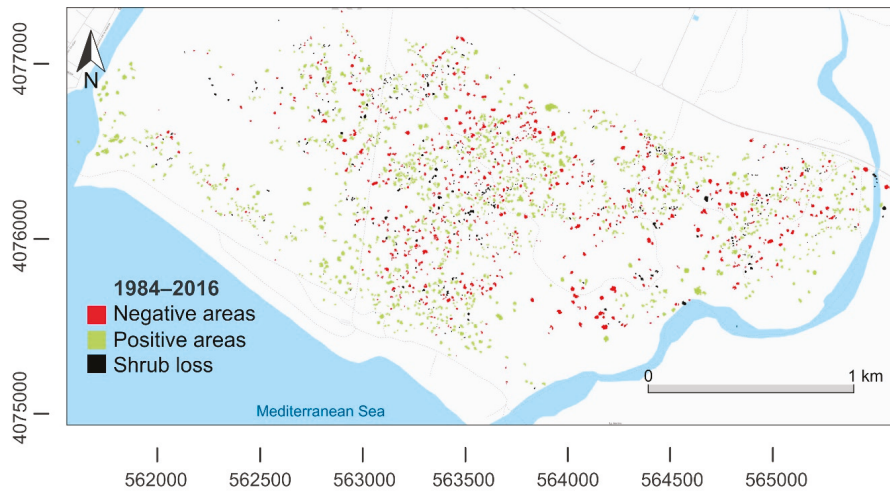 4077000
4076000
4075000
N
1984–2016
Negative areas
Positive areas
Shrub loss
Mediterranean Sea
0 1 km
562000 562500 563000 563500 564000 564500 565000